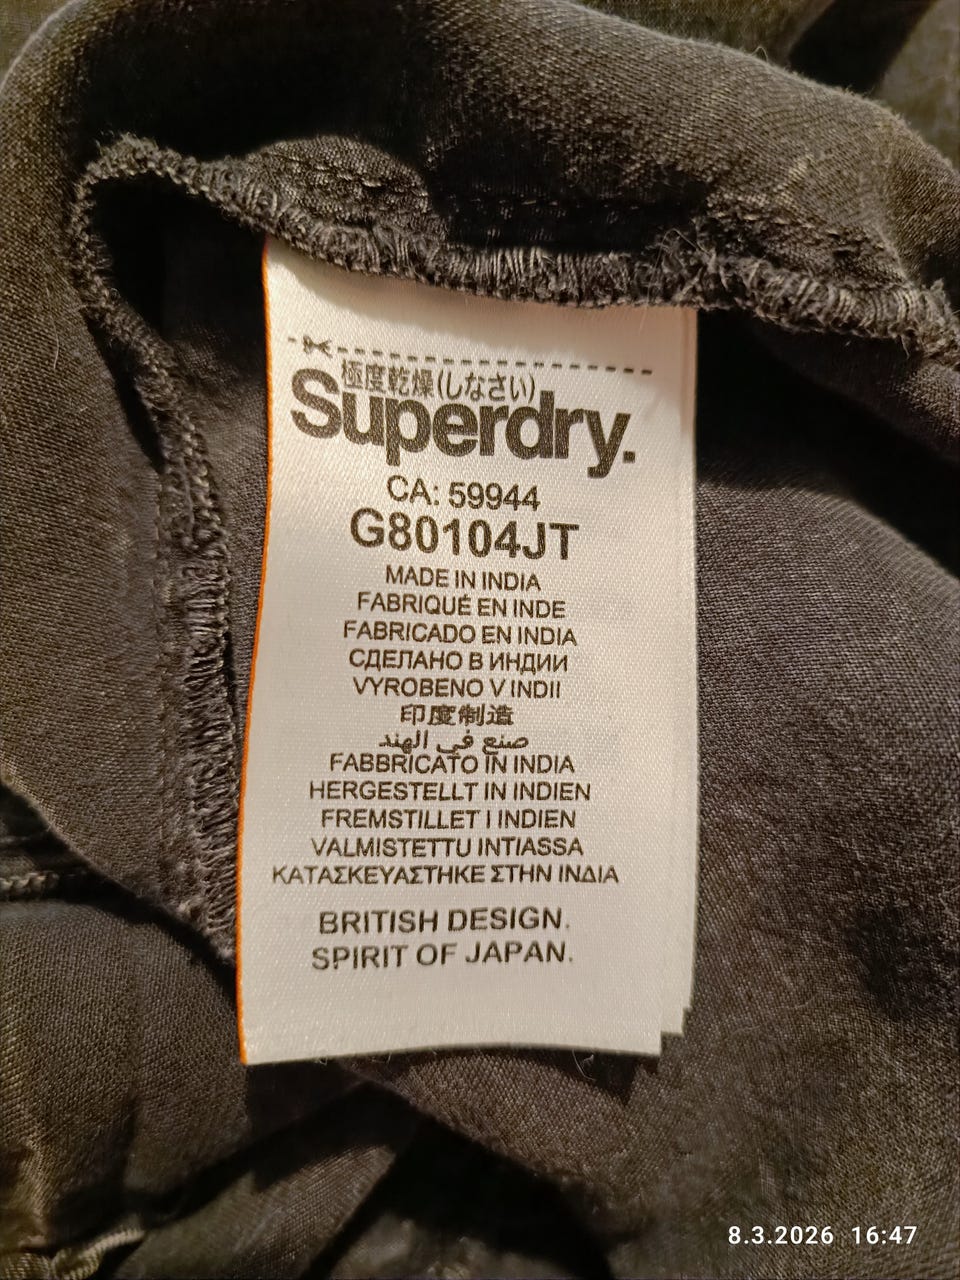 極度乾燥(しなさい)
Superdry.
CA: 59944
G80104JT
MADE IN INDIA
FABRIQUÉ EN INDE
FABRICADO EN INDIA
СДЕЛАНО В ИНДИИ
VYROBENO V INDII
印度制造
صنع في الهند
FABBRICATO IN INDIA
HERGESTELLT IN INDIEN
FREMSTILLET I INDIEN
VALMISTETTU INTIASSA
ΚΑΤΑΣΚΕΥΑΣΤΗΚΕ ΣΤΗΝ ΙΝΔΙΑ
BRITISH DESIGN.
SPIRIT OF JAPAN.
8.3.2026 16:47